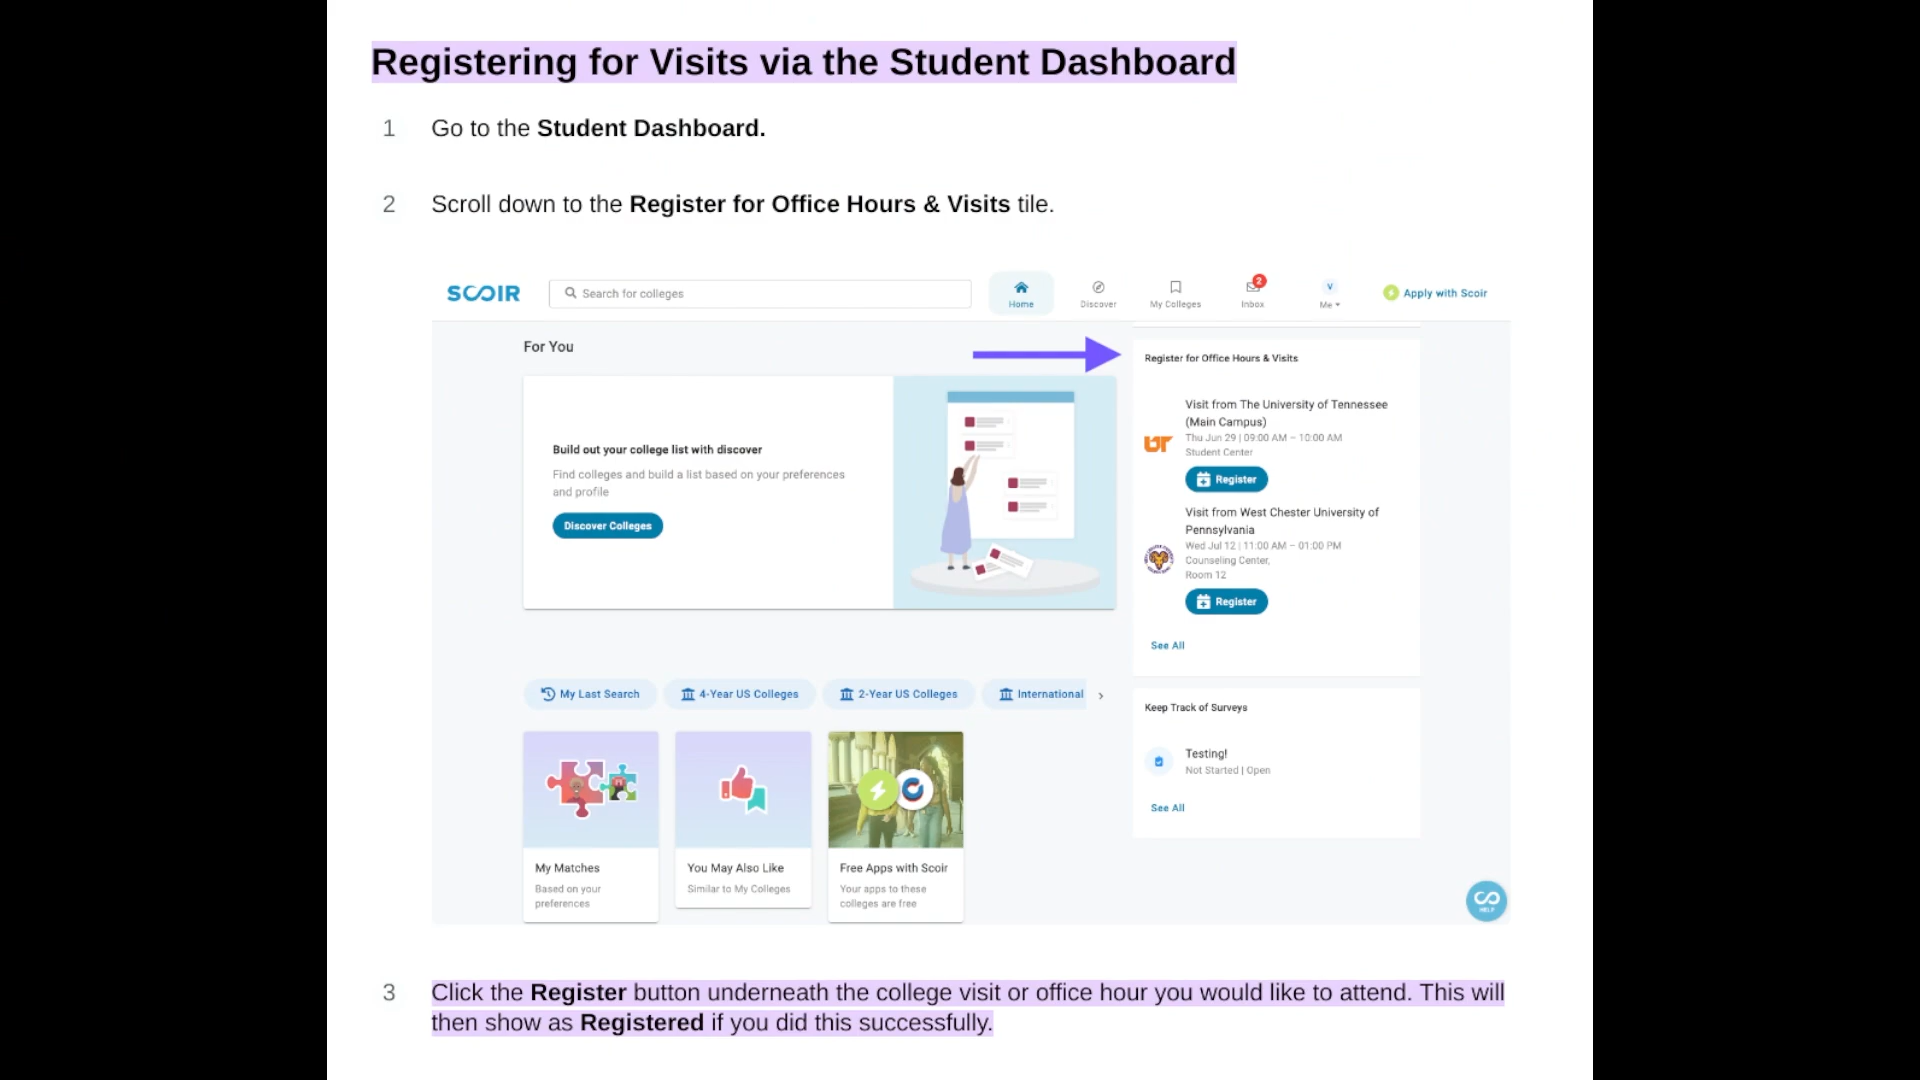 Registering for Visits via the Student Dashboard
1 Go to the Student Dashboard.
2 Scroll down to the Register for Office Hours & Visits tile.
SCOIR
Search for colleges
Home
Discover
My Colleges
2
Inbox
V
Me
Apply with Scoir
For You
Build out your college list with discover
Find colleges and build a list based on your preferences
and profile
Discover Colleges
Register for Office Hours & Visits
Visit from The University of Tennessee
(Main Campus)
Thu Jun 29 | 09:00 AM – 10:00 AM
Student Center
Register
Visit from West Chester University of
Pennsylvania
Wed Jul 12 | 11:00 AM – 01:00 PM
Counseling Center,
Room 12
Register
See All
My Last Search
4-Year US Colleges
2-Year US Colleges
International
Keep Track of Surveys
Testing!
Not Started | Open
See All
My Matches
Based on your
preferences
You May Also Like
Similar to My Colleges
Free Apps with Scoir
Your apps to these
colleges are free
HELP
3 Click the Register button underneath the college visit or office hour you would like to attend. This will
then show as Registered if you did this successfully.